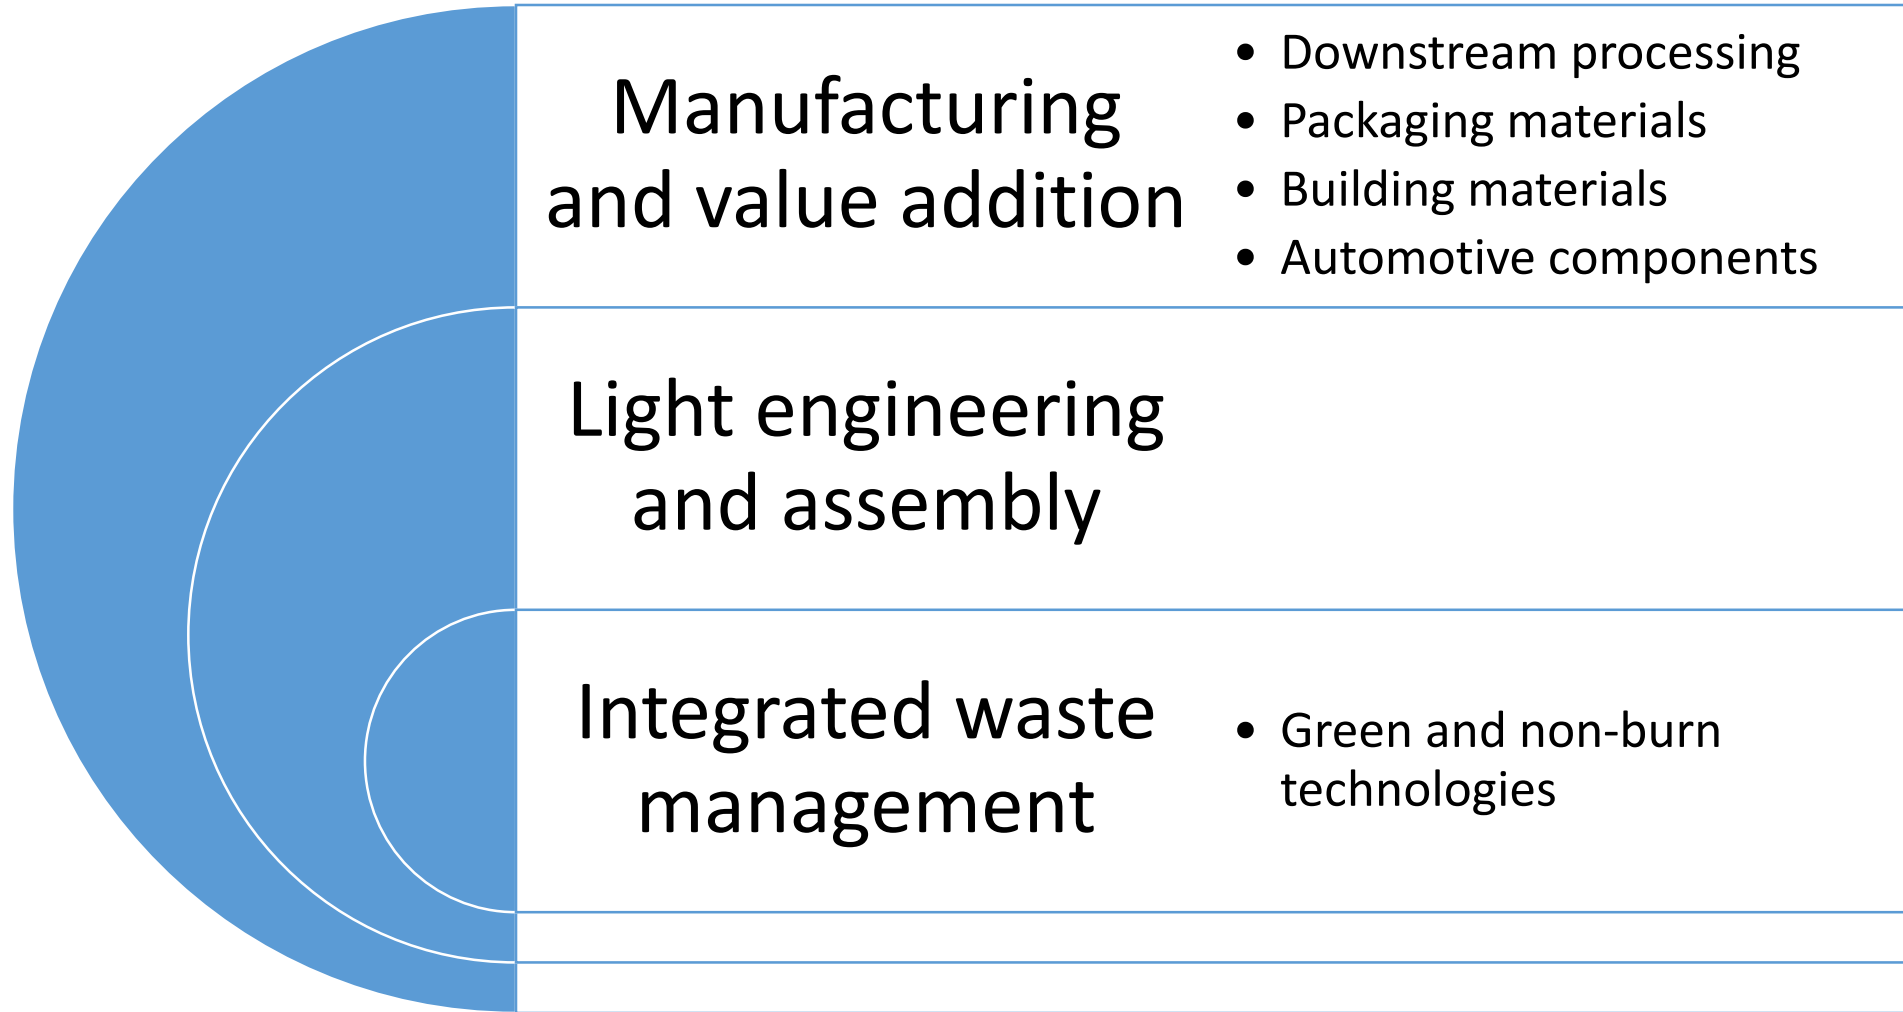 Manufacturing
and value addition
• Downstream processing
• Packaging materials
• Building materials
• Automotive components
Light engineering
and assembly
Integrated waste
management
• Green and non-burn
technologies